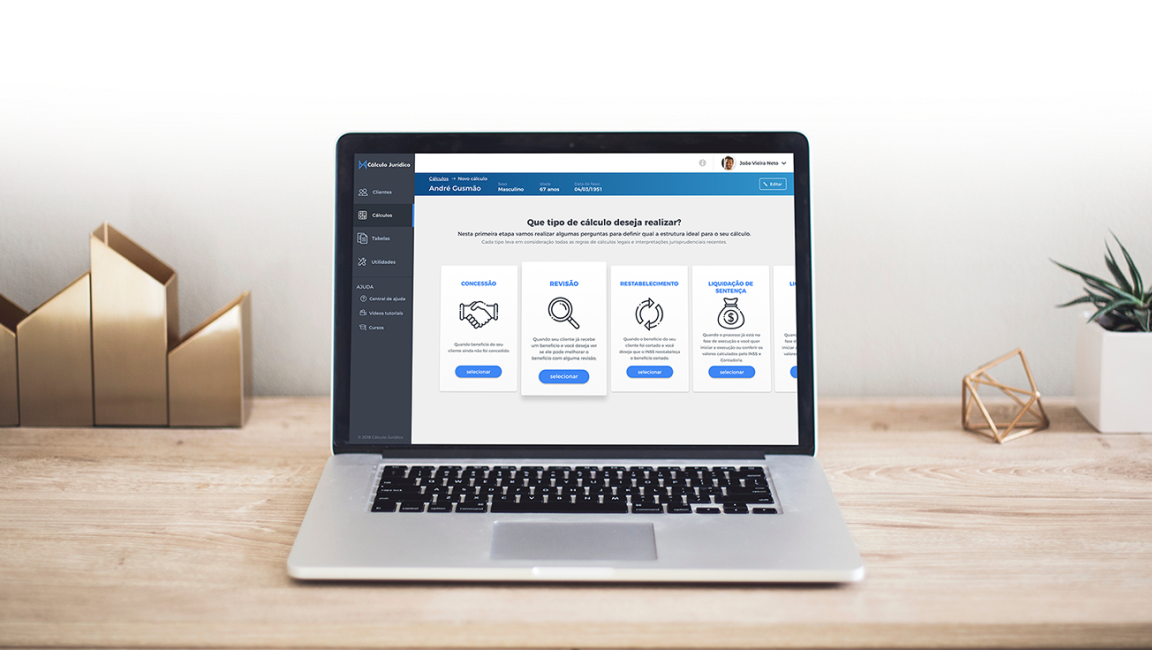 Cálculo Jurídico
João Vieira Neto
Cálculos → Novo cálculo
André Gusmão
Sexo
Masculino
Idade
67 anos
04/03/1951
Editar
Clientes
Cálculos
Tabelas
Utilidades
AJUDA
Central de ajuda
Vídeos tutoriais
Cursos
© 2018 Cálculo Jurídico
Que tipo de cálculo deseja realizar?
Nesta primeira etapa vamos realizar algumas perguntas para definir qual a estrutura ideal para o seu cálculo.
Cada tipo leva em consideração todas as regras de cálculos legais e interpretações jurisprudenciais recentes.
CONCESSÃO
Quando benefício do seu
cliente ainda não foi concedido.
selecionar
REVISÃO
Quando seu cliente já recebe
um benefício e você deseja ver
se ele pode melhorar o
benefício com alguma revisão.
selecionar
RESTABELECIMENTO
Quando o benefício do seu
cliente foi cortado e você
deseja que o INSS restabeleça
o benefício cortado.
selecionar
LIQUIDAÇÃO DE
SENTENÇA
Quando o processo já está na
fase de execução e você quer
iniciar a execução ou conferir os
valores calculados pelo INSS e
Contadoria.
selecionar